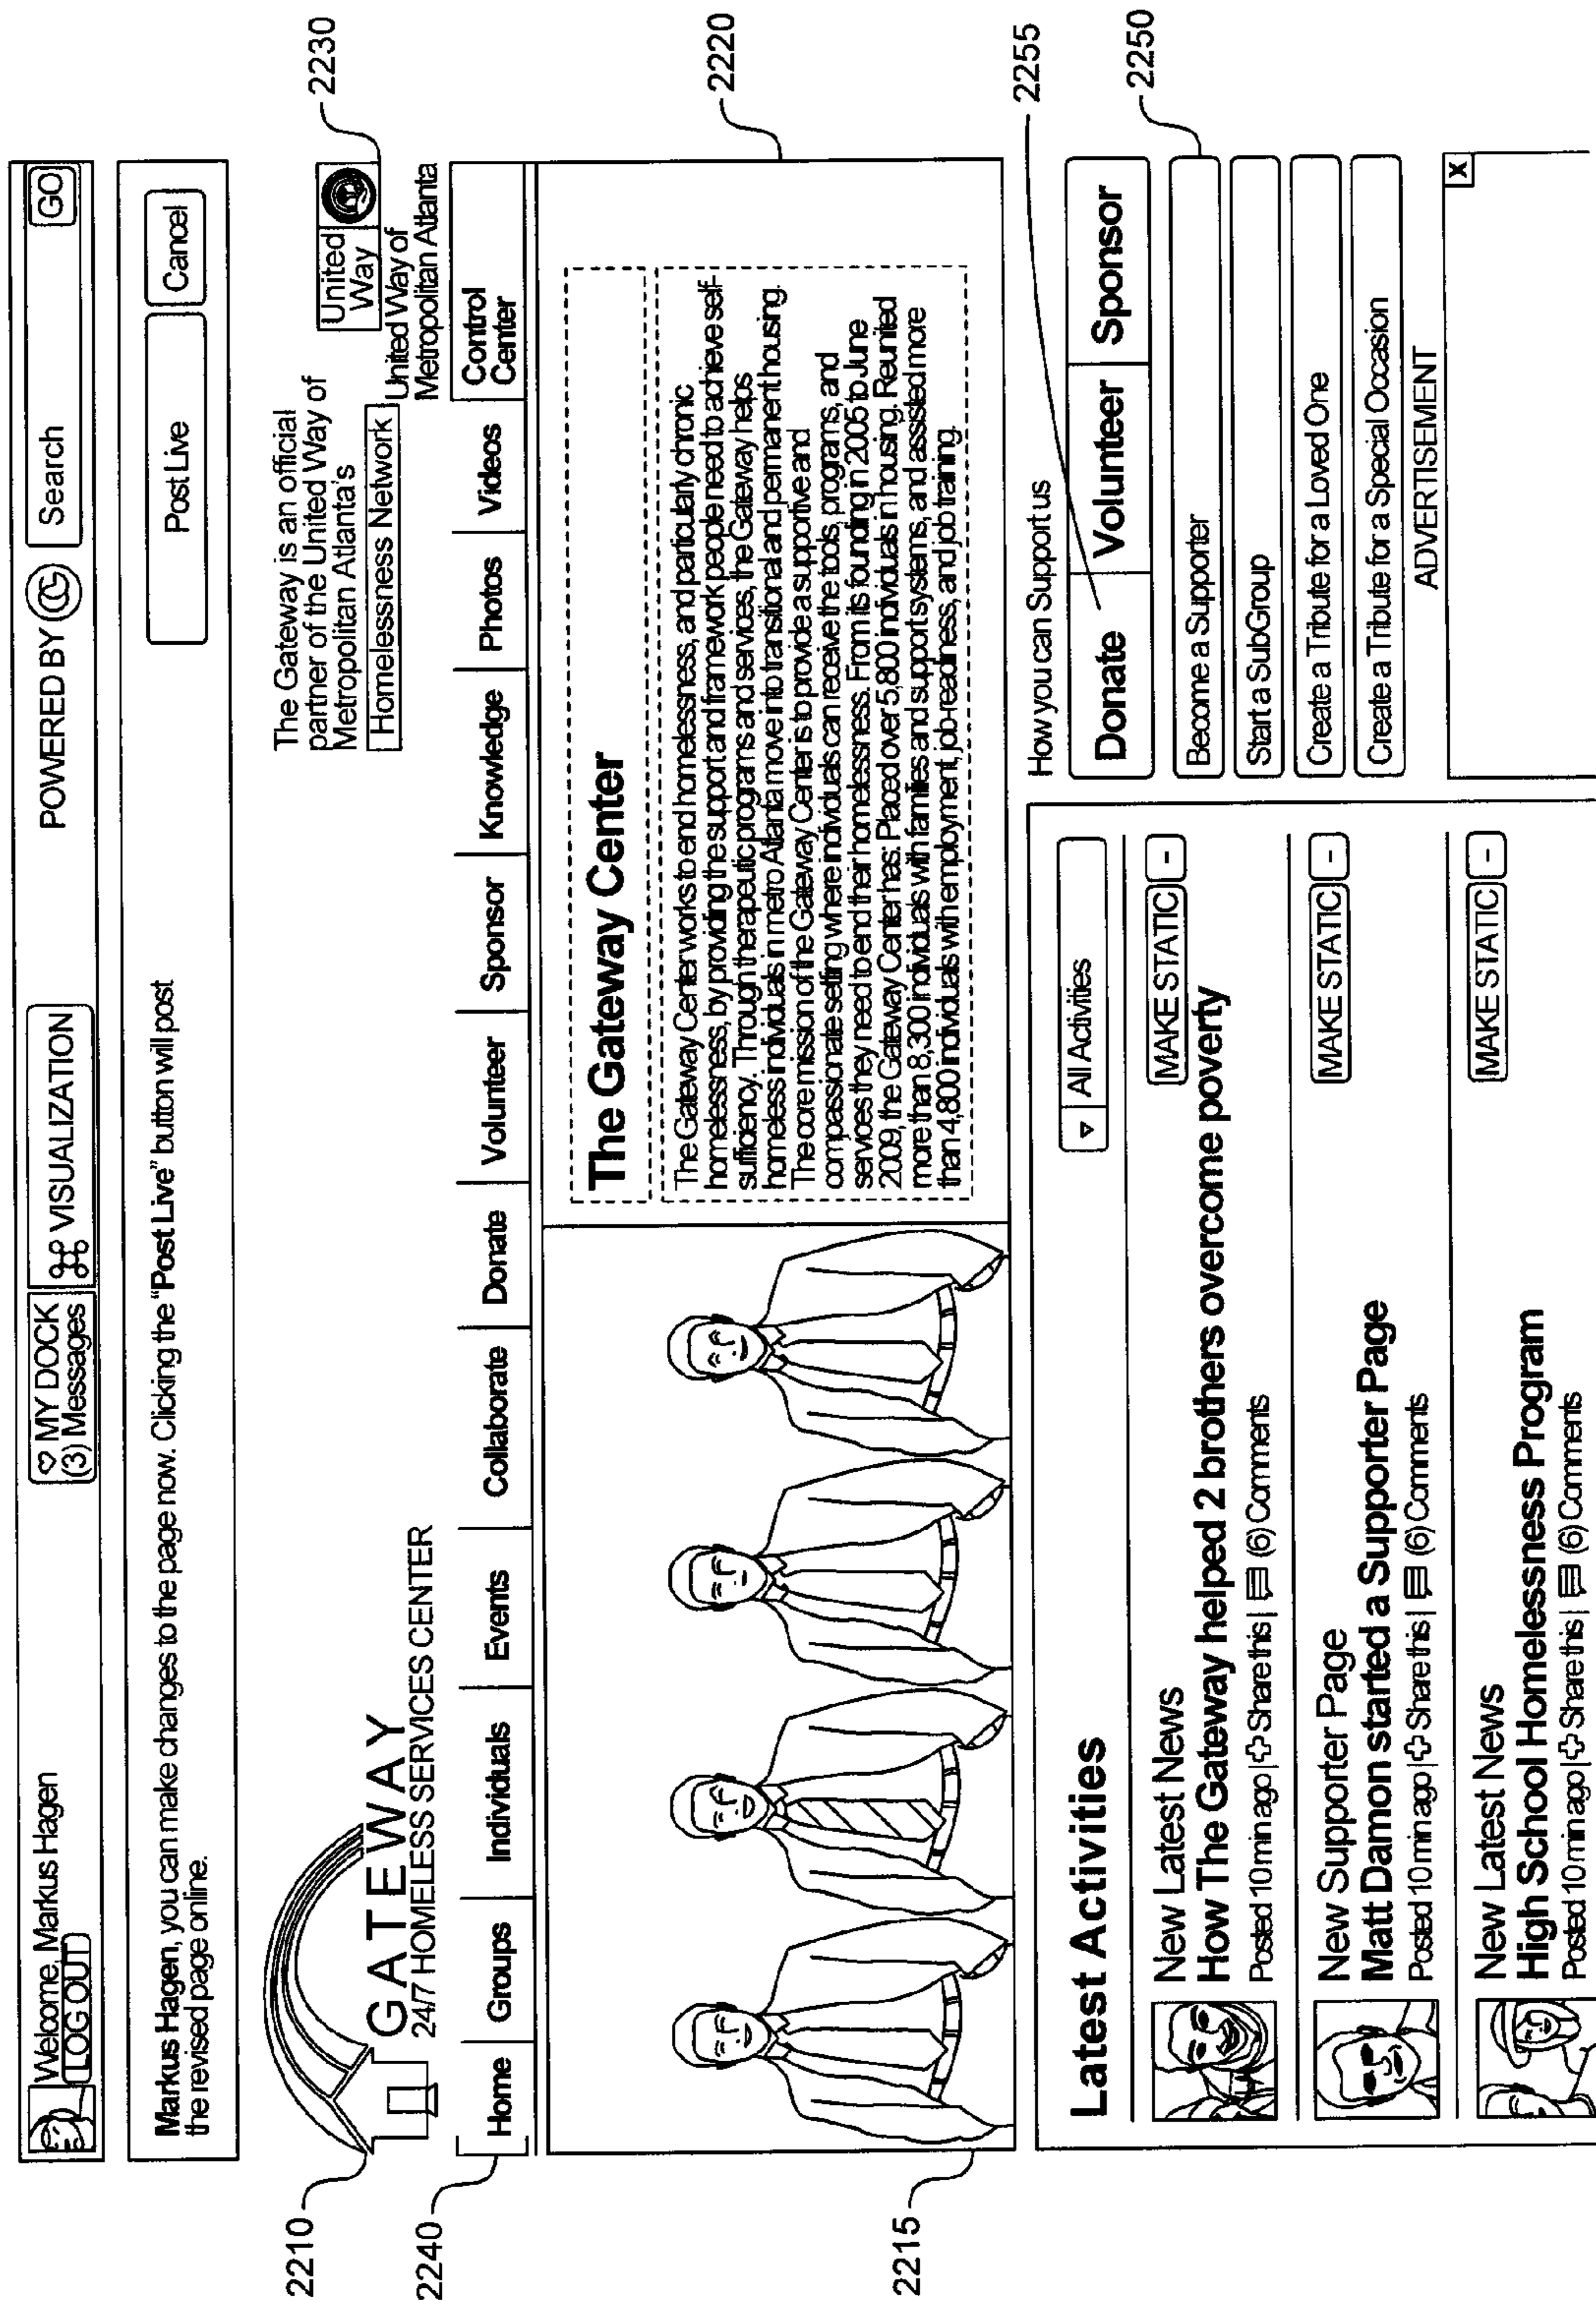 Welcome, Markus Hagen
LOG OUT
MY DOCK
(3) Messages
VISUALIZATION
POWERED BY CG
Search
GO
Markus Hagen, you can make changes to the page now. Clicking the "Post Live" button will post
the revised page online.
Post Live
Cancel
2210
GATEWAY
24/7 HOMELESS SERVICES CENTER
The Gateway is an official
partner of the United Way of
Metropolitan Atlanta's
Homelessness Network
United
Way
United Way of
Metropolitan Atlanta
2230
2240
Home
Groups
Individuals
Events
Collaborate
Donate
Volunteer
Sponsor
Knowledge
Photos
Videos
Control
Center
2215
The Gateway Center
The Gateway Center works to end homelessness, and particularly chronic
homelessness, by providing the support and framework people need to achieve self-
sufficiency. Through therapeutic programs and services, the Gateway helps
homeless individuals in metro Atlanta move into transitional and permanent housing.
The core mission of the Gateway Center is to provide a supportive and
compassionate setting where individuals can receive the tools, programs, and
services they need to end their homelessness. From its founding in 2005 to June
2009, the Gateway Center has: Placed over 5,800 individuals in housing. Reunited
more than 8,300 individuals with families and support systems, and assisted more
than 4,800 individuals with employment, job-readiness, and job training.
2220
Latest Activities
All Activities
New Latest News
How The Gateway helped 2 brothers overcome poverty
Posted 10 min ago | Share this | (6) Comments
MAKE STATIC -
New Supporter Page
Matt Damon started a Supporter Page
Posted 10 min ago | Share this | (6) Comments
MAKE STATIC -
New Latest News
High School Homelessness Program
Posted 10 min ago | Share this | (6) Comments
MAKE STATIC -
How you can Support us
2255
Donate
Volunteer
Sponsor
Become a Supporter
2250
Start a SubGroup
Create a Tribute for a Loved One
Create a Tribute for a Special Occasion
ADVERTISEMENT
X